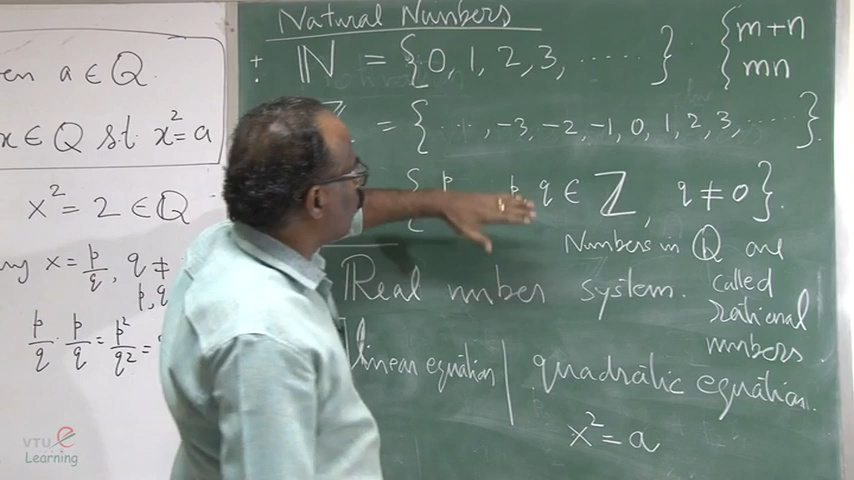 ∈ Q.
x ∈ Q s.t. x² = a
x² = 2 ∈ Q
x = p/q, q ≠
p, q
p/q · p/q = p²/q² =
Natural Numbers
: ℕ = {0, 1, 2, 3, ......} {m+n
mn
= {..., -3, -2, -1, 0, 1, 2, 3, .....}.
{p q ∈ ℤ, q ≠ 0}.
Numbers in ℚ are
called
rational
numbers
Real number system.
linear equation | quadratic equation.
x² = a
VTU e
Learning